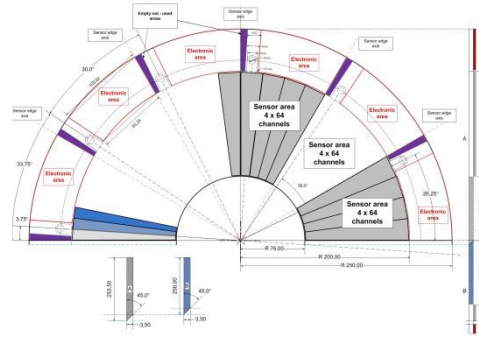 Sensor edge
axis
Empty not - used
areas
Sensor edge
axis
Sensor edge
axis
30,0°
Electronic
area
Electronic
area
Electronic
area
Sensor edge
axis
Sensor area
4 x 64
channels
Sensor edge
axis
Electronic
area
A
Sensor area
4 x 64
channels
33,75°
Electronic
area
30,0°
Sensor area
4 x 64
channels
26,25°
Electronic
area
3,75°
R 200,00
R 250,00
253,50
45,0°
3,50
250,00
45,0°
3,50
B